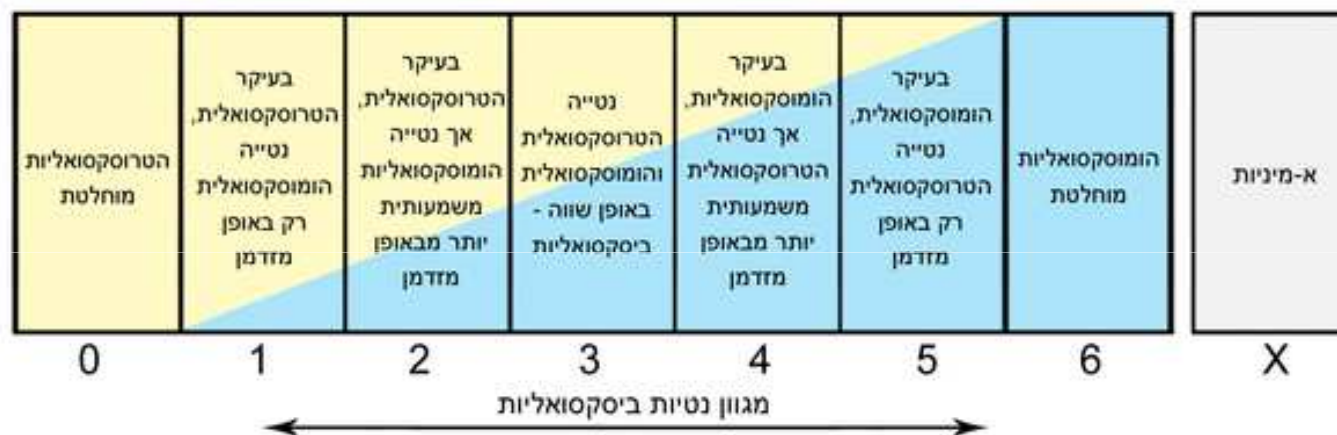 הטרוסקסואליות
מוחלטת
בעיקר
הטרוסקסואלית,
נטייה
הומוסקסואלית
רק באופן
מזדמן
בעיקר
הטרוסקסואלית,
אך נטייה
הומוסקסואליות
משמעותית
יותר מבאופן
מזדמן
נטייה
הטרוסקסואלית
והומוסקסואלית
באופן שווה -
ביסקסואליות
בעיקר
הומוסקסואליות,
אך נטייה
הטרוסקסואלית
משמעותית
יותר מבאופן
מזדמן
בעיקר
הומוסקסואלית,
נטייה
הטרוסקסואלית
רק באופן
מזדמן
הומוסקסואליות
מוחלטת
א-מיניות
0 1 2 3 4 5 6 X
מגוון נטיות ביסקסואליות